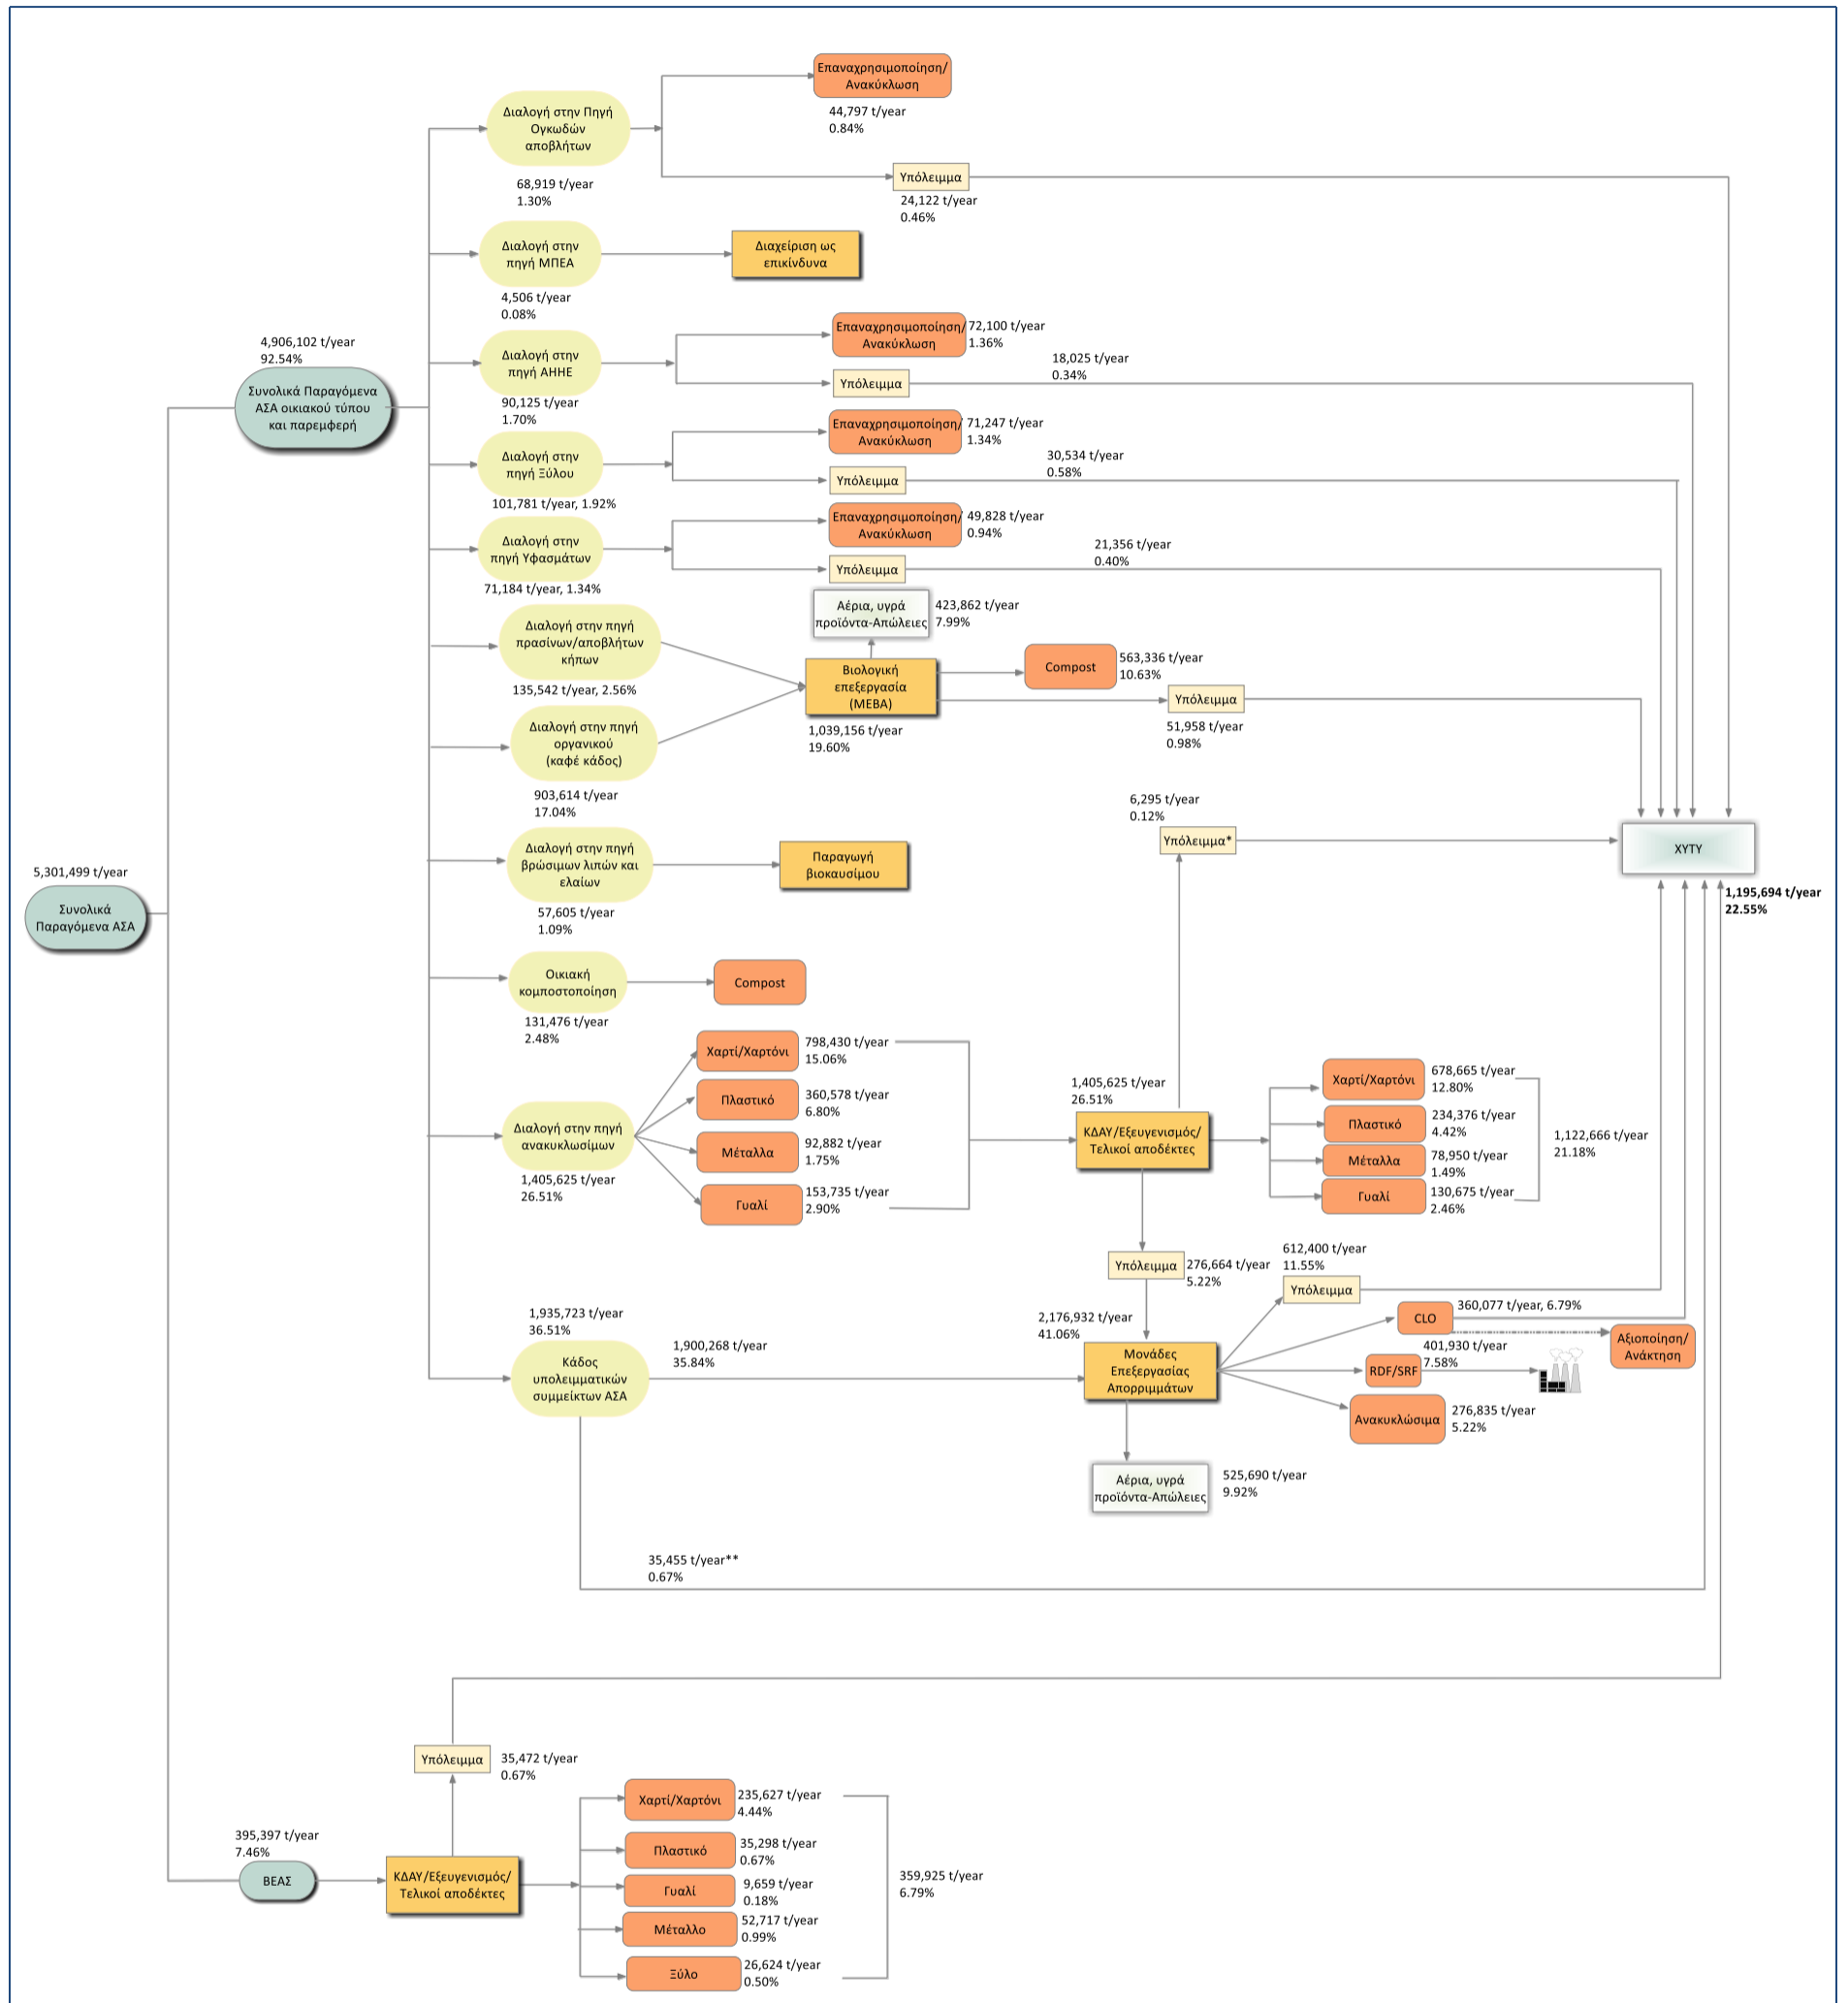 Επαναχρησιμοποίηση/
Ανακύκλωση
44,797 t/year
0.84%
Διαλογή στην Πηγή
Ογκωδών
αποβλήτων
68,919 t/year
1.30%
Υπόλειμμα
24,122 t/year
0.46%
Διαλογή στην
πηγή ΜΠΕΑ
4,506 t/year
0.08%
Διαχείριση ως
επικίνδυνα
4,906,102 t/year
92.54%
Συνολικά Παραγόμενα
ΑΣΑ οικιακού τύπου
και παρεμφερή
Διαλογή στην
πηγή ΑΗΗΕ
90,125 t/year
1.70%
Επαναχρησιμοποίηση/
Ανακύκλωση
72,100 t/year
1.36%
Υπόλειμμα
18,025 t/year
0.34%
Διαλογή στην
πηγή Ξύλου
101,781 t/year, 1.92%
Επαναχρησιμοποίηση/
Ανακύκλωση
71,247 t/year
1.34%
Υπόλειμμα
30,534 t/year
0.58%
Διαλογή στην
πηγή Υφασμάτων
71,184 t/year, 1.34%
Επαναχρησιμοποίηση/
Ανακύκλωση
49,828 t/year
0.94%
Υπόλειμμα
21,356 t/year
0.40%
Αέρια, υγρά
προϊόντα-Απώλειες
423,862 t/year
7.99%
Διαλογή στην πηγή
πρασίνων/αποβλήτων
κήπων
135,542 t/year, 2.56%
Βιολογική
επεξεργασία
(ΜΕΒΑ)
1,039,156 t/year
19.60%
Compost
563,336 t/year
10.63%
Υπόλειμμα
51,958 t/year
0.98%
Διαλογή στην πηγή
οργανικού
(καφέ κάδος)
903,614 t/year
17.04%
6,295 t/year
0.12%
Υπόλειμμα*
ΧΥΤΥ
1,195,694 t/year
22.55%
Διαλογή στην πηγή
βρώσιμων λιπών και
ελαίων
57,605 t/year
1.09%
Παραγωγή
βιοκαυσίμου
5,301,499 t/year
Συνολικά
Παραγόμενα ΑΣΑ
Οικιακή
κομποστοποίηση
131,476 t/year
2.48%
Compost
Διαλογή στην πηγή
ανακυκλωσίμων
1,405,625 t/year
26.51%
Χαρτί/Χαρτόνι
798,430 t/year
15.06%
Πλαστικό
360,578 t/year
6.80%
Μέταλλα
92,882 t/year
1.75%
Γυαλί
153,735 t/year
2.90%
1,405,625 t/year
26.51%
ΚΔΑΥ/Εξευγενισμός/
Τελικοί αποδέκτες
Χαρτί/Χαρτόνι
678,665 t/year
12.80%
Πλαστικό
234,376 t/year
4.42%
Μέταλλα
78,950 t/year
1.49%
Γυαλί
130,675 t/year
2.46%
1,122,666 t/year
21.18%
Υπόλειμμα
276,664 t/year
5.22%
612,400 t/year
11.55%
Υπόλειμμα
1,935,723 t/year
36.51%
Κάδος
υπολειμματικών
συμμείκτων ΑΣΑ
1,900,268 t/year
35.84%
2,176,932 t/year
41.06%
Μονάδες
Επεξεργασίας
Απορριμμάτων
CLO
360,077 t/year, 6.79%
Αξιοποίηση/
Ανάκτηση
RDF/SRF
401,930 t/year
7.58%
Ανακυκλώσιμα
276,835 t/year
5.22%
Αέρια, υγρά
προϊόντα-Απώλειες
525,690 t/year
9.92%
35,455 t/year**
0.67%
Υπόλειμμα
35,472 t/year
0.67%
395,397 t/year
7.46%
ΒΕΑΣ
ΚΔΑΥ/Εξευγενισμός/
Τελικοί αποδέκτες
Χαρτί/Χαρτόνι
235,627 t/year
4.44%
Πλαστικό
35,298 t/year
0.67%
Γυαλί
9,659 t/year
0.18%
Μέταλλο
52,717 t/year
0.99%
Ξύλο
26,624 t/year
0.50%
359,925 t/year
6.79%